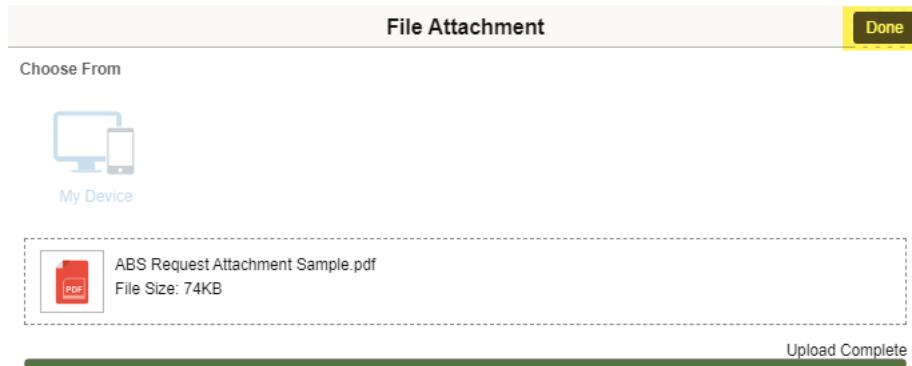 File Attachment
Done
Choose From
My Device
PDF
ABS Request Attachment Sample.pdf
File Size: 74KB
Upload Complete